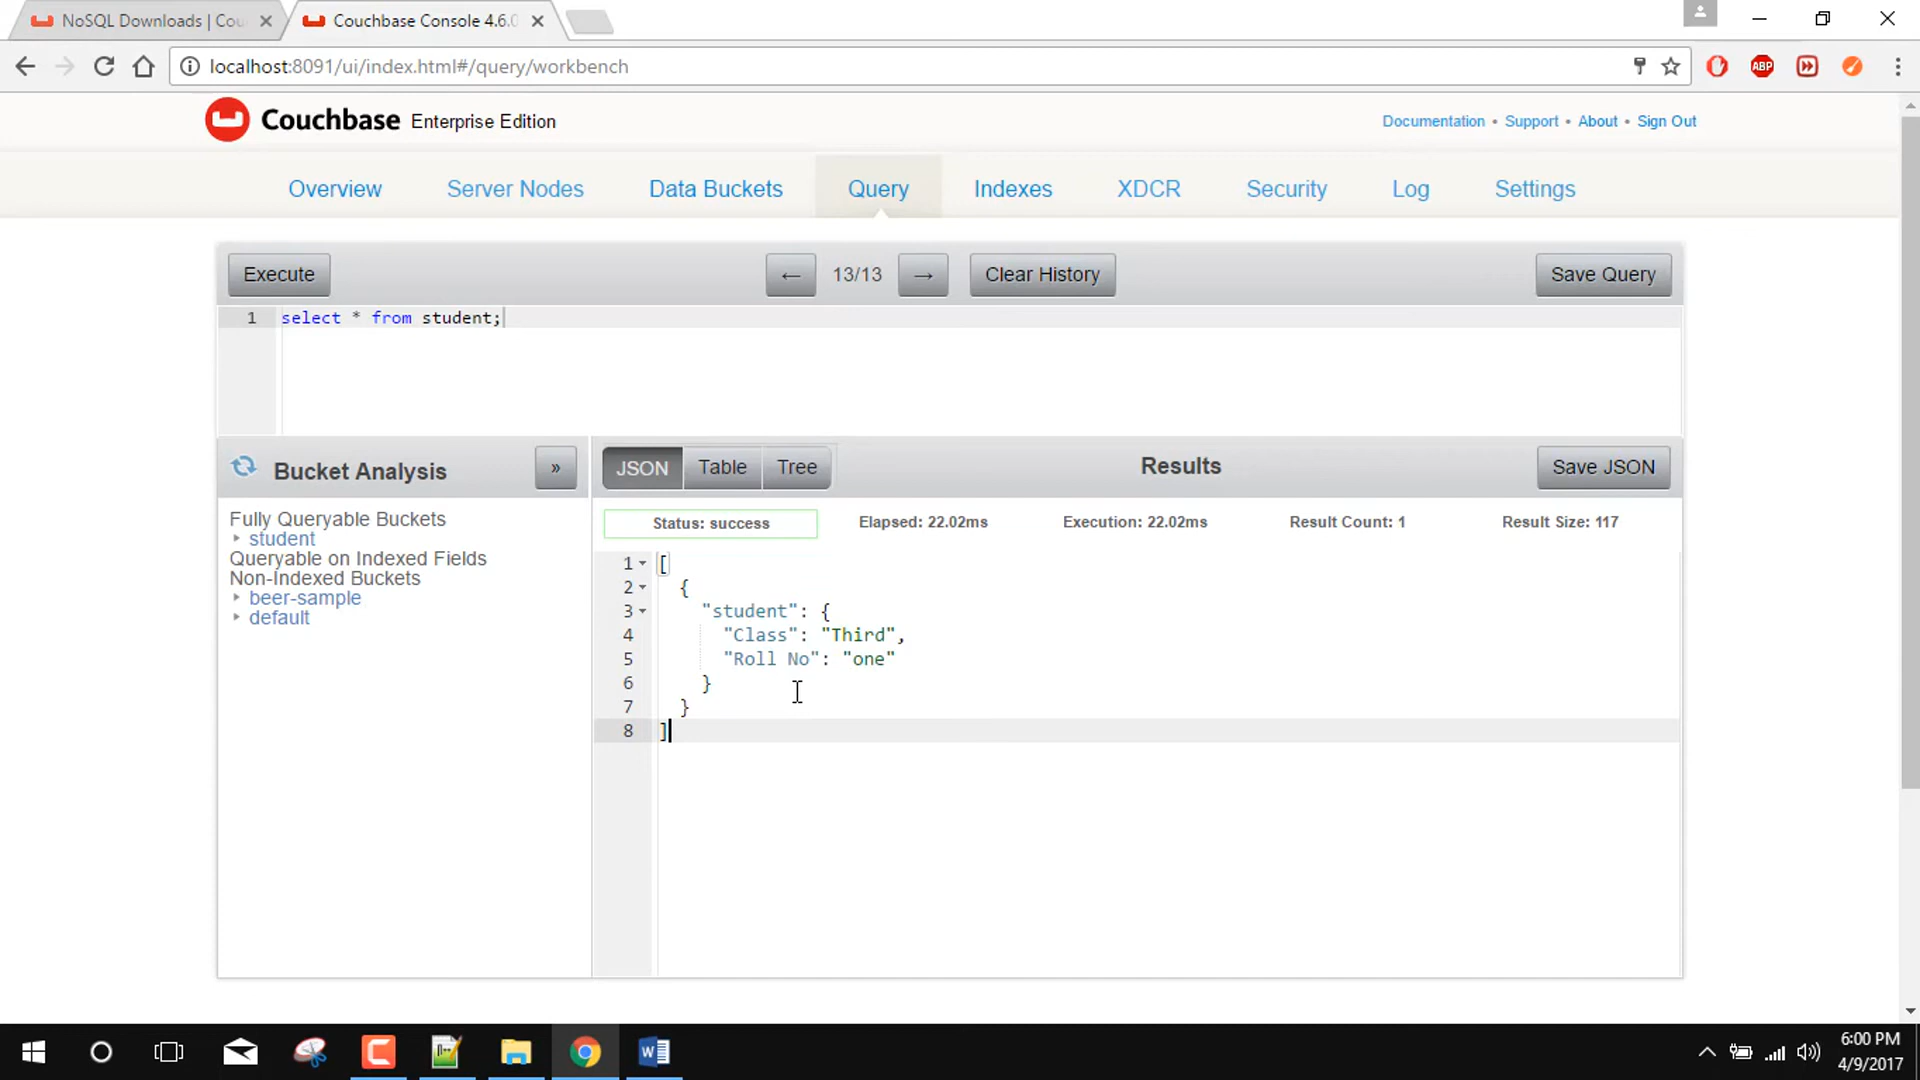 NoSQL Downloads | Cou
Couchbase Console 4.6.0
localhost:8091/ui/index.html#/query/workbench
ABP
Couchbase Enterprise Edition
Documentation • Support • About • Sign Out
Overview Server Nodes Data Buckets Query Indexes XDCR Security Log Settings
Execute ← 13/13 → Clear History Save Query
1 select * from student;
Bucket Analysis »
JSON Table Tree Results Save JSON
Fully Queryable Buckets
student
Queryable on Indexed Fields
Non-Indexed Buckets
beer-sample
default
Status: success Elapsed: 22.02ms Execution: 22.02ms Result Count: 1 Result Size: 117
1 [
2 {
3 "student": {
4 "Class": "Third",
5 "Roll No": "one"
6 }
7 }
8 ]
6:00 PM
4/9/2017